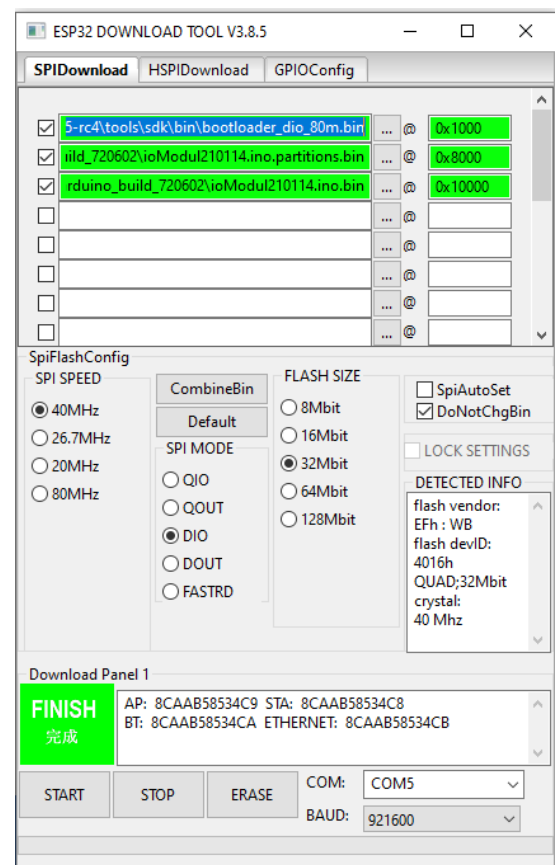 ESP32 DOWNLOAD TOOL V3.8.5
SPIDownload HSPIDownload GPIOConfig
5-rc4\tools\sdk\bin\bootloader_dio_80m.bin ... @ 0x1000
uild_720602\ioModul210114.ino.partitions.bin ... @ 0x8000
rduino_build_720602\ioModul210114.ino.bin ... @ 0x10000
... @
... @
... @
... @
... @
SpiFlashConfig
SPI SPEED
40MHz
26.7MHz
20MHz
80MHz
CombineBin
Default
SPI MODE
QIO
QOUT
DIO
DOUT
FASTRD
FLASH SIZE
8Mbit
16Mbit
32Mbit
64Mbit
128Mbit
SpiAutoSet
DoNotChgBin
LOCK SETTINGS
DETECTED INFO
flash vendor:
EFh : WB
flash devID:
4016h
QUAD;32Mbit
crystal:
40 Mhz
Download Panel 1
FINISH
完成
AP: 8CAAB58534C9 STA: 8CAAB58534C8
BT: 8CAAB58534CA ETHERNET: 8CAAB58534CB
START STOP ERASE
COM: COM5
BAUD: 921600